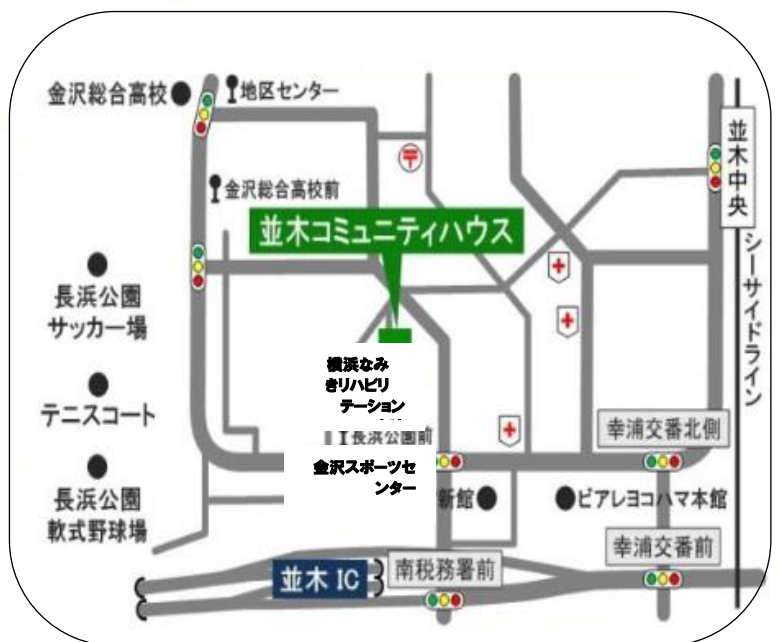 金沢総合高校
地区センター
並木中央
金沢総合高校前
並木コミュニティハウス
シーサイドライン
長浜公園
サッカー場
横浜なみ
きリハビリ
テーション
テニスコート
長浜公園前
幸浦交番北側
金沢スポーツセ
ンター
長浜公園
軟式野球場
新館
ピアレヨコハマ本館
幸浦交番前
並木 IC
南税務署前